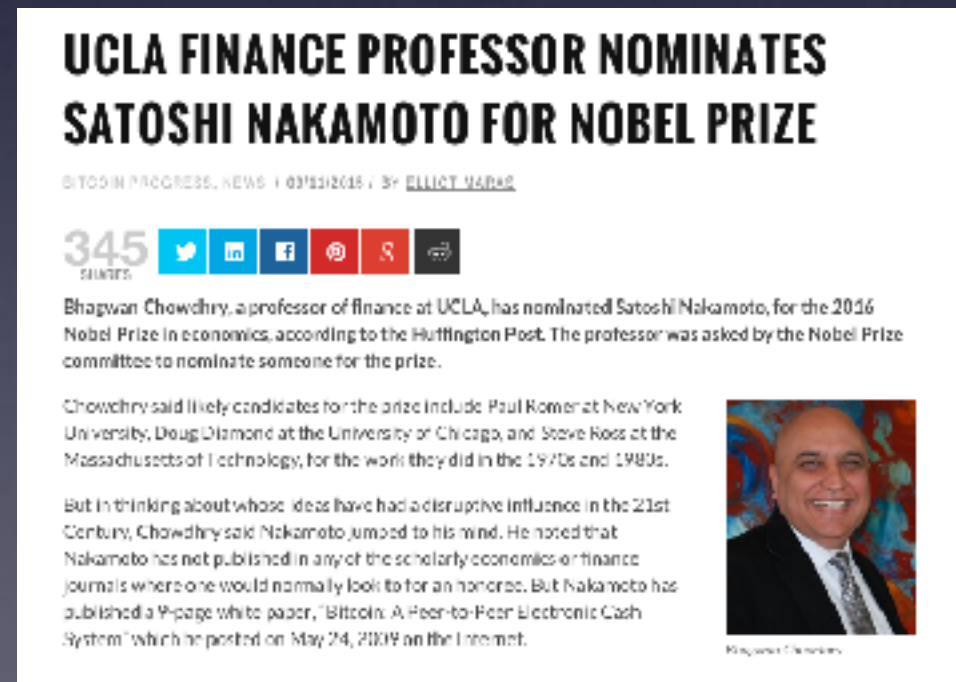 UCLA FINANCE PROFESSOR NOMINATES
SATOSHI NAKAMOTO FOR NOBEL PRIZE
BITCOIN PROGRESS, NEWS / / BY ELLIOT MARAS
345
SHARES
Bhagwan Chowdhry, a professor of finance at UCLA, has nominated Satoshi Nakamoto, for the 2016
Nobel Prize in economics, according to the Huffington Post. The professor was asked by the Nobel Prize
committee to nominate someone for the prize.
Chowdhry said likely candidates for the prize include Paul Romer at New York
University, Doug Diamond at the University of Chicago, and Steve Ross at the
Massachusetts of Technology, for the work they did in the 1970s and 1980s.
But in thinking about whose ideas have had a disruptive influence in the 21st
Century, Chowdhry said Nakamoto jumped to his mind. He noted that
Nakamoto has not published in any of the scholarly economics or finance
journals where one would normally look to for an honoree. But Nakamoto has
published a 9-page white paper, "Bitcoin: A Peer-to-Peer Electronic Cash
System" which he posted on May 24, 2009 on the Internet.
Bhagwan Chowdhry